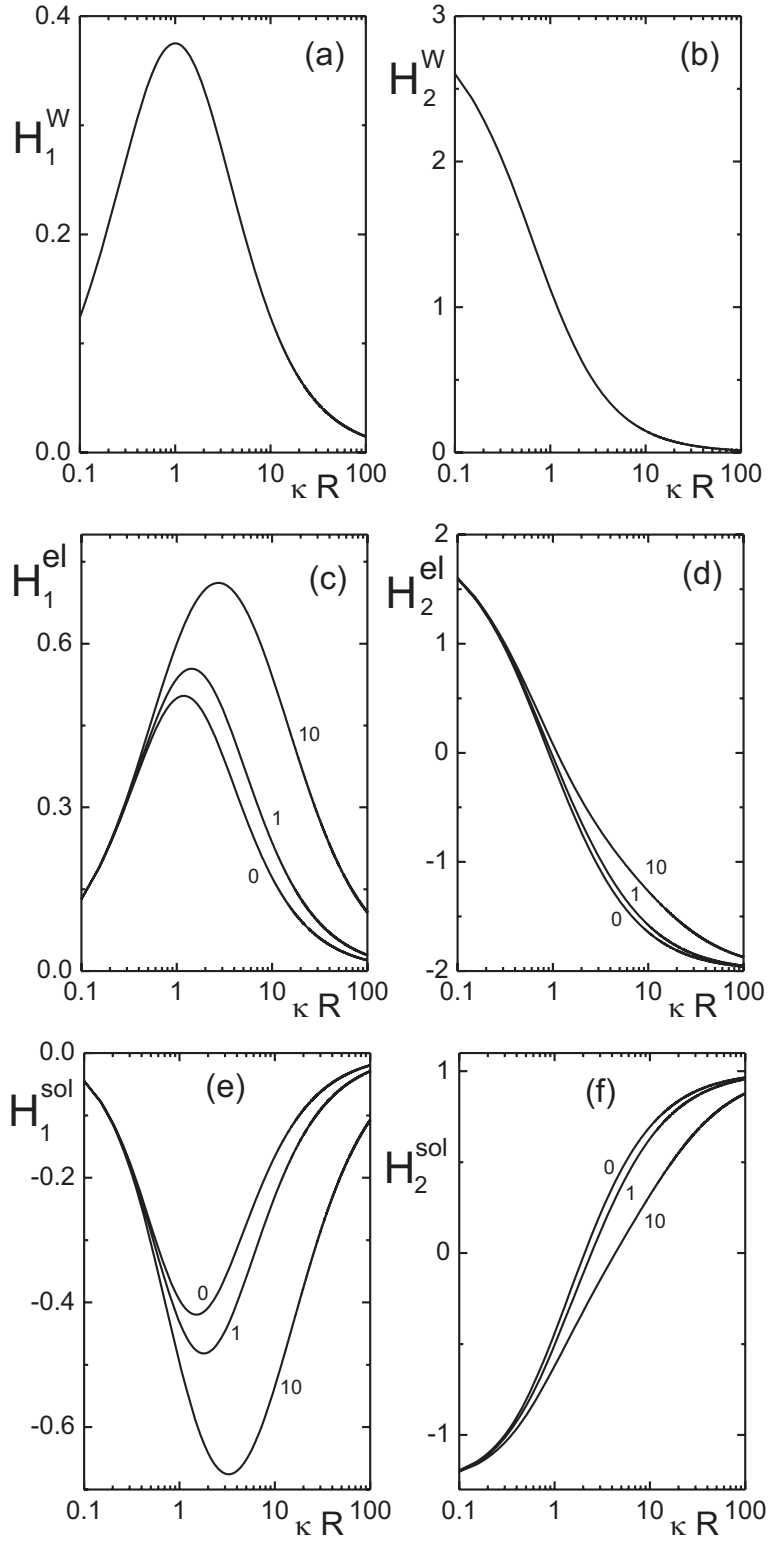 0.4 (a) H₁ᵂ 0.2 0.0 0.1 1 10 100 κ R
3 (b) H₂ᵂ 2 1 0 0.1 1 10 100 κ R
H₁ᵉˡ (c) 0.6 10 0.3 1 0 0.0 0.1 1 10 100 κ R
2 H₂ᵉˡ (d) 1 0 -1 10 1 0 -2 0.1 1 10 100 κ R
0.0 (e) H₁ˢᵒˡ -0.2 0 -0.4 1 10 -0.6 0.1 1 10 100 κ R
1 (f) H₂ˢᵒˡ 0 1 10 0 -1 0.1 1 10 100 κ R